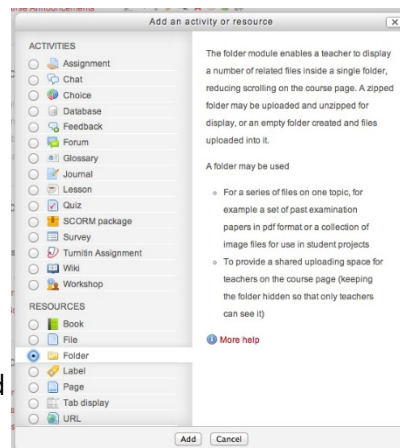 rse Announcements
Add an activity or resource
ACTIVITIES
Assignment
Chat
Choice
Database
Feedback
Forum
Glossary
Journal
Lesson
Quiz
SCORM package
Survey
Turnitin Assignment
Wiki
Workshop
RESOURCES
Book
File
Folder
Label
Page
Tab display
URL
The folder module enables a teacher to display
a number of related files inside a single folder,
reducing scrolling on the course page. A zipped
folder may be uploaded and unzipped for
display, or an empty folder created and files
uploaded into it.
A folder may be used
For a series of files on one topic, for
example a set of past examination
papers in pdf format or a collection of
image files for use in student projects
To provide a shared uploading space for
teachers on the course page (keeping
the folder hidden so that only teachers
can see it)
More help
Add Cancel